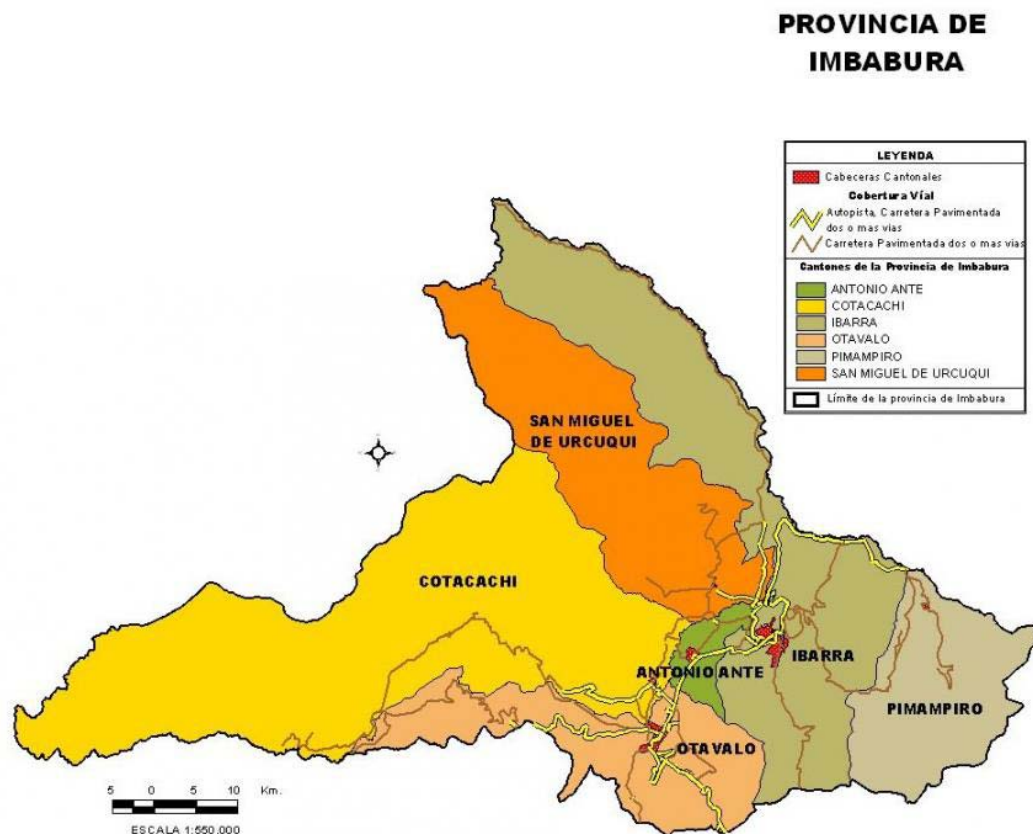 PROVINCIA DE
IMBABURA
LEYENDA
Cabeceras Cantonales
Cobertura Víal
Autopista, Carretera Pavimentada
dos o mas vias
Carretera Pavimentada dos o mas vias
Cantones de la Provincia de Imbabura
ANTONIO ANTE
COTACACHI
IBARRA
OTAVALO
PIMAMPIRO
SAN MIGUEL DE URCUQUI
Límite de la provincia de Imbabura
SAN MIGUEL
DE URCUQUI
COTACACHI
ANTONIO ANTE
IBARRA
PIMAMPIRO
OTAVALO
5 0 5 10 Km.
ESCALA 1:550.000